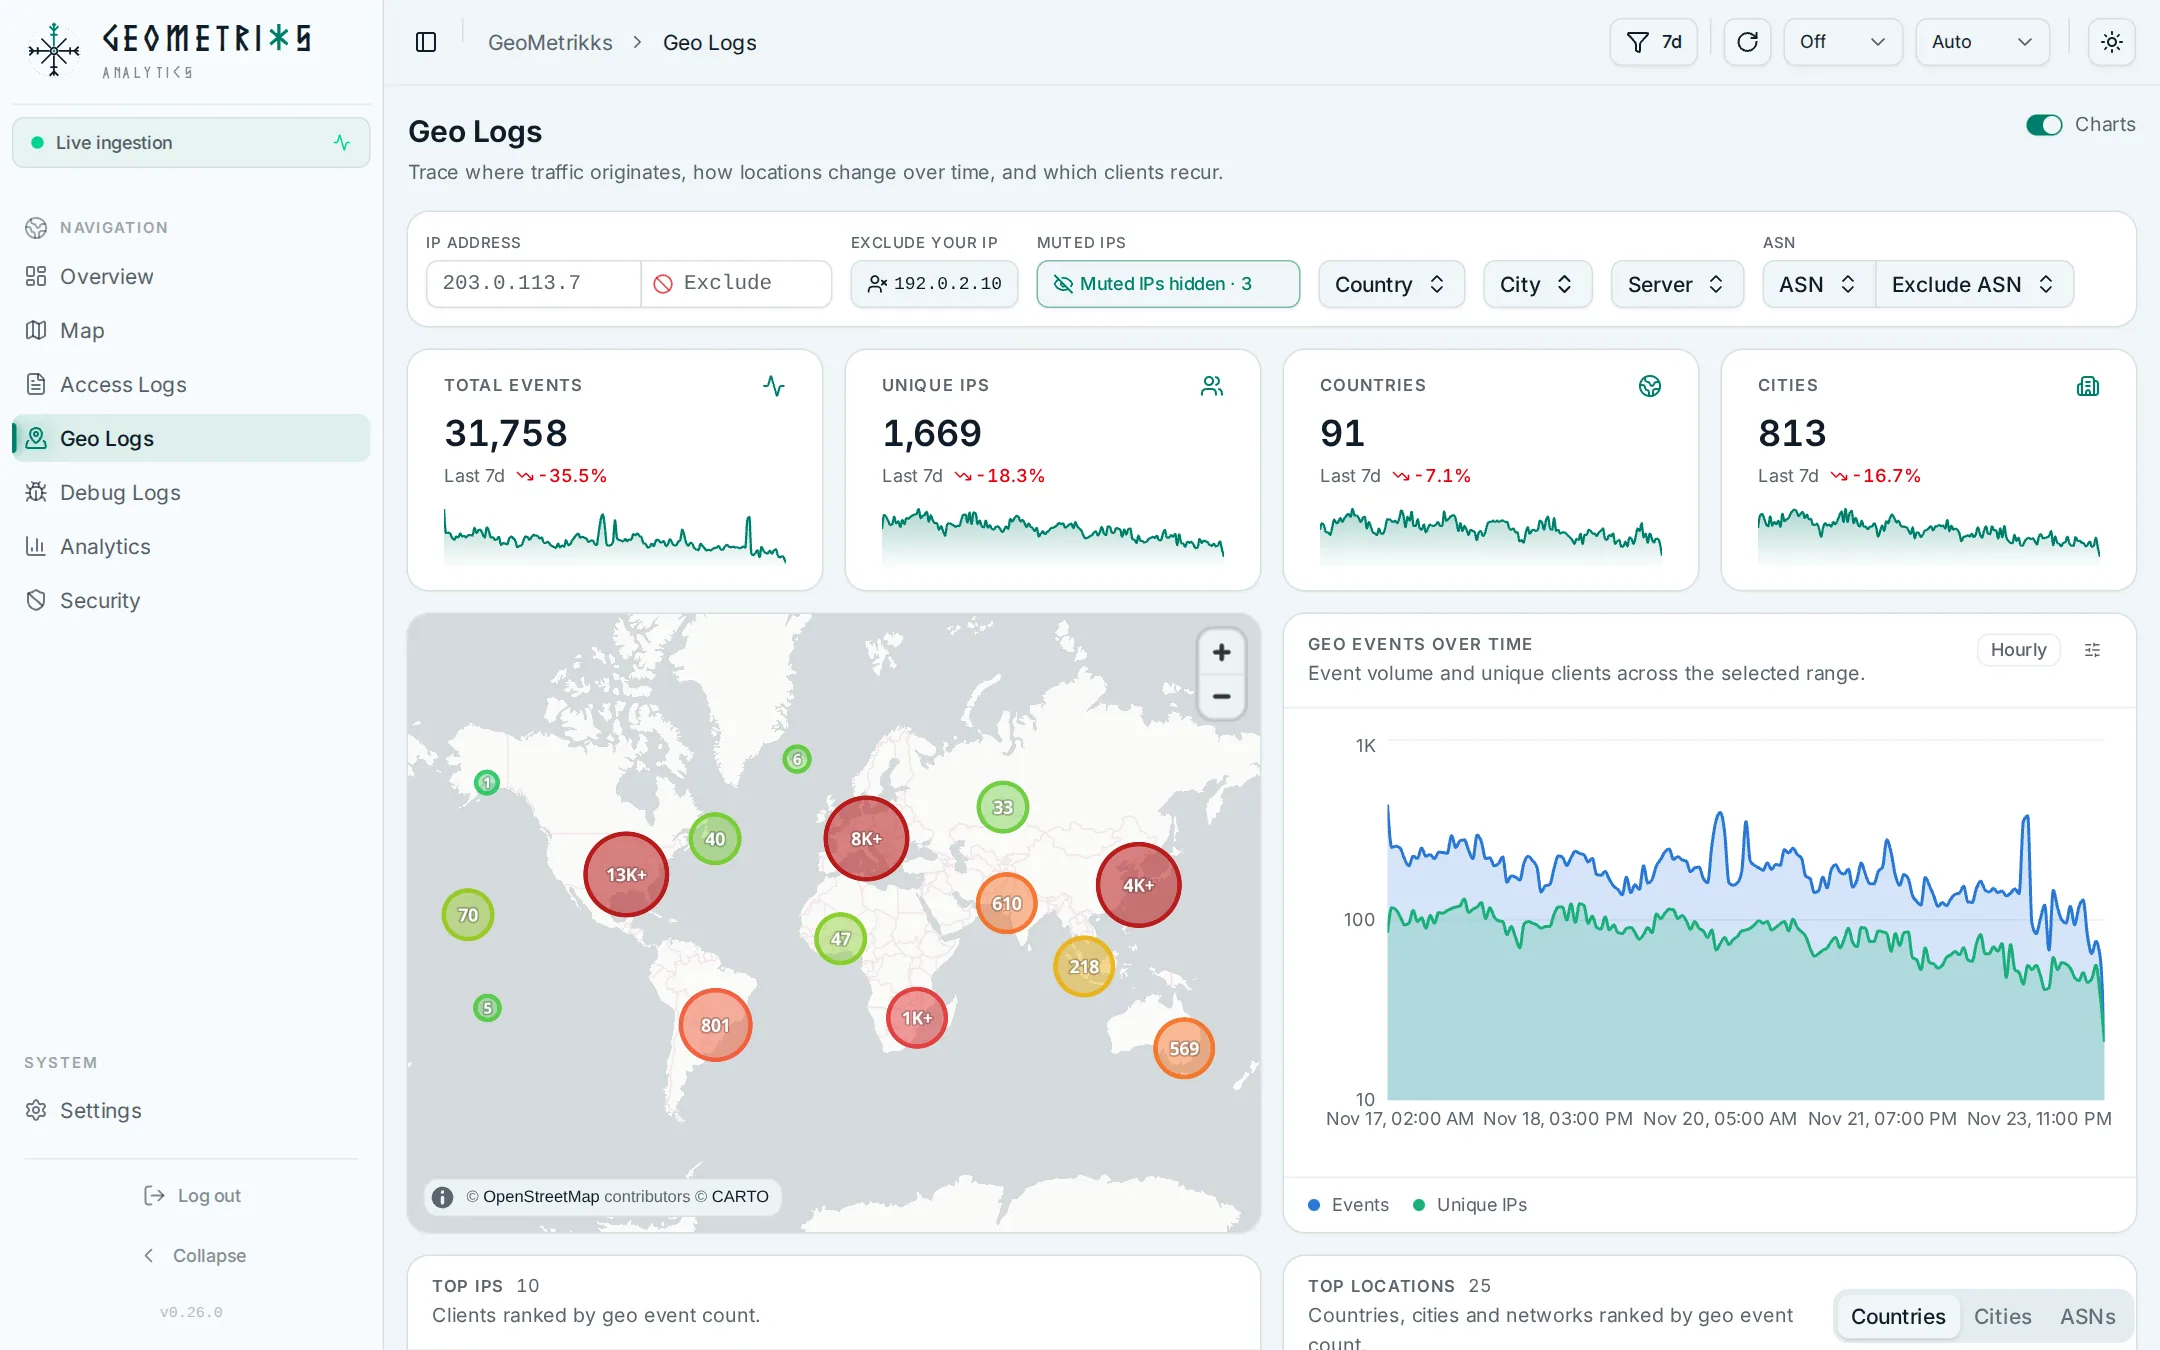 GEOMETRIKS
ANALYTICS
Live ingestion
NAVIGATION
Overview
Map
Access Logs
Geo Logs
Debug Logs
Analytics
Security
SYSTEM
Settings
Log out
Collapse
v0.26.0
GeoMetrikks > Geo Logs
7d
Off
Auto
Geo Logs
Charts
Trace where traffic originates, how locations change over time, and which clients recur.
IP ADDRESS
EXCLUDE YOUR IP
MUTED IPS
ASN
203.0.113.7
Exclude
192.0.2.10
Muted IPs hidden · 3
Country
City
Server
ASN
Exclude ASN
TOTAL EVENTS
31,758
Last 7d -35.5%
UNIQUE IPS
1,669
Last 7d -18.3%
COUNTRIES
91
Last 7d -7.1%
CITIES
813
Last 7d -16.7%
+
−
6
1
33
40
8K+
13K+
4K+
610
70
47
218
5
1K+
801
569
© OpenStreetMap contributors © CARTO
GEO EVENTS OVER TIME
Event volume and unique clients across the selected range.
Hourly
1K
100
10
Nov 17, 02:00 AM
Nov 18, 03:00 PM
Nov 20, 05:00 AM
Nov 21, 07:00 PM
Nov 23, 11:00 PM
Events
Unique IPs
TOP IPS 10
Clients ranked by geo event count.
TOP LOCATIONS 25
Countries, cities and networks ranked by geo event
count.
Countries
Cities
ASNs